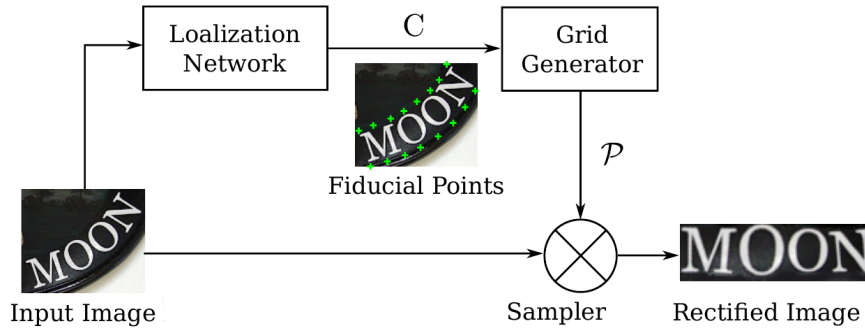 Loalization
Network
C
Grid
Generator
MOON
Fiducial Points
𝒫
MOON
MOON
Input Image
Sampler
Rectified Image